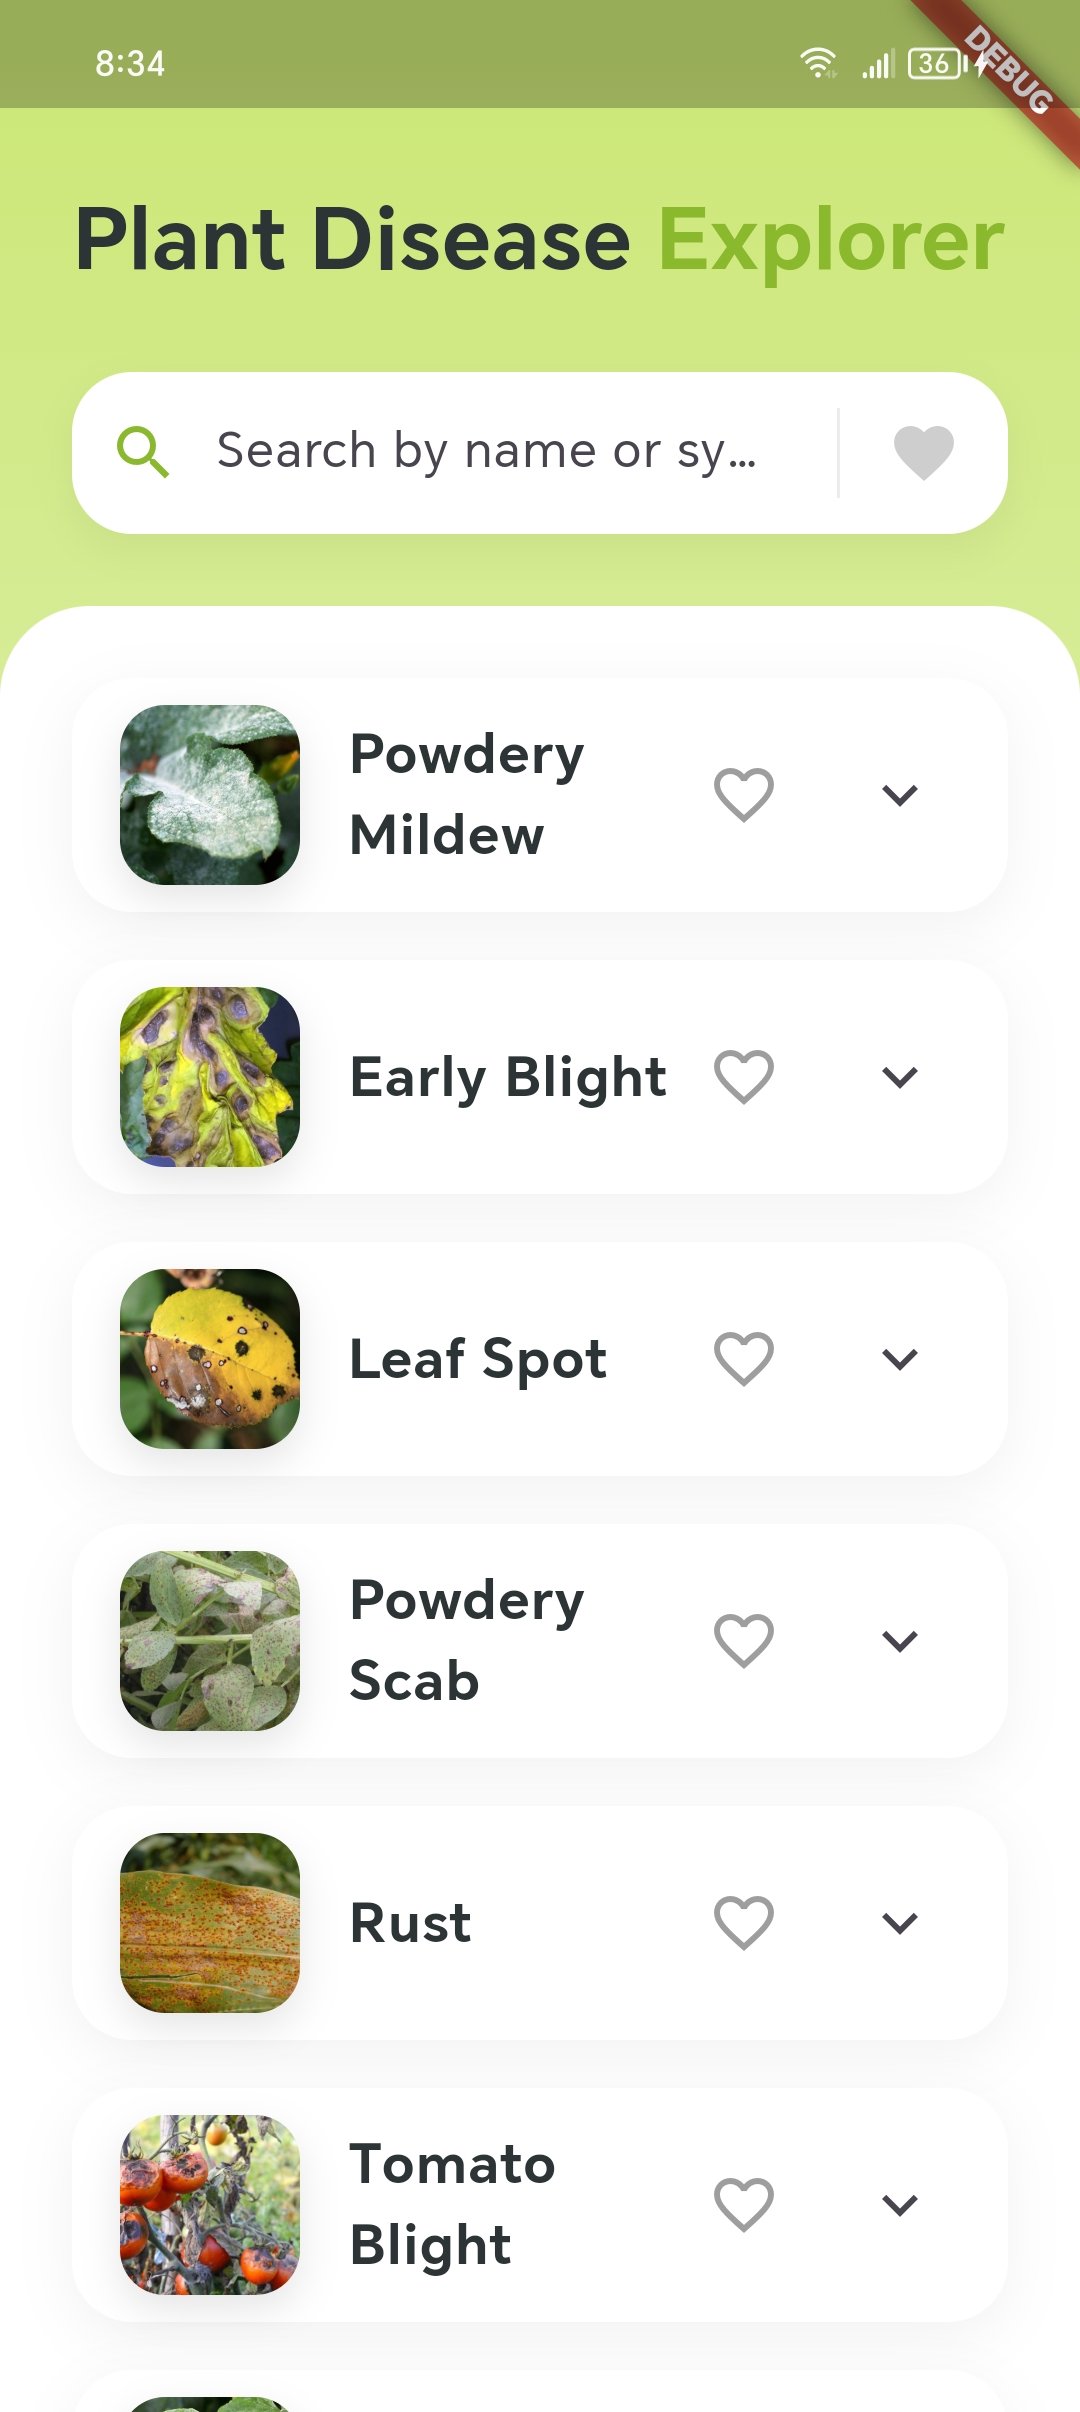 8:34
36
DEBUG
Plant Disease Explorer
Search by name or sy...
Powdery
Mildew
Early Blight
Leaf Spot
Powdery
Scab
Rust
Tomato
Blight